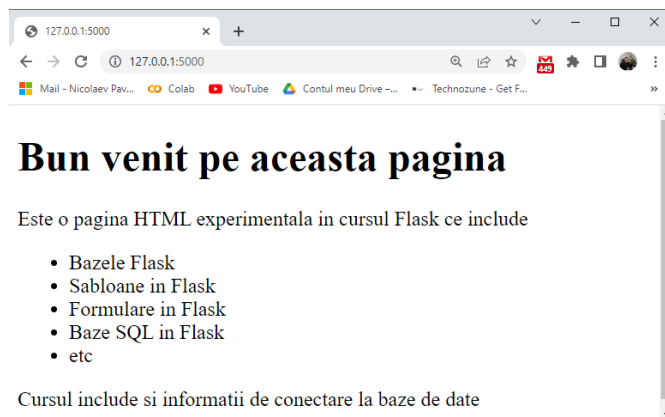 127.0.0.1:5000
127.0.0.1:5000
449
Mail - Nicolaev Pav... Colab YouTube Contul meu Drive –... Technozune - Get F...
Bun venit pe aceasta pagina
Este o pagina HTML experimentala in cursul Flask ce include
Bazele Flask
Sabloane in Flask
Formulare in Flask
Baze SQL in Flask
etc
Cursul include si informatii de conectare la baze de date